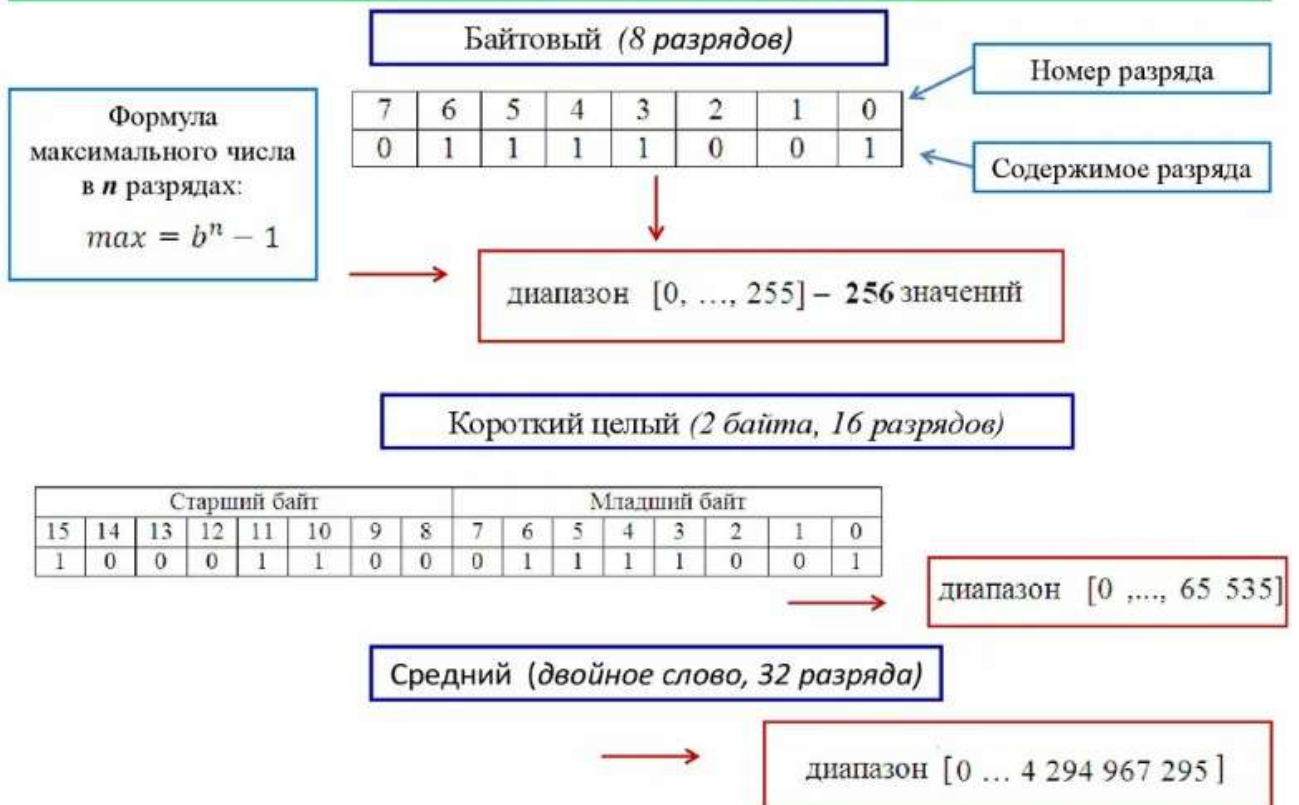 Байтовый (8 разрядов)
Номер разряда
Формула
максимального числа
в n разрядах:
max = bⁿ − 1
7 6 5 4 3 2 1 0
0 1 1 1 1 0 0 1
Содержимое разряда
диапазон [0, ..., 255] – 256 значений
Короткий целый (2 байта, 16 разрядов)
Старший байт Младший байт
15 14 13 12 11 10 9 8 7 6 5 4 3 2 1 0
1 0 0 0 1 1 0 0 0 1 1 1 1 0 0 1
диапазон [0 ,..., 65 535]
Средний (двойное слово, 32 разряда)
диапазон [0 ... 4 294 967 295]